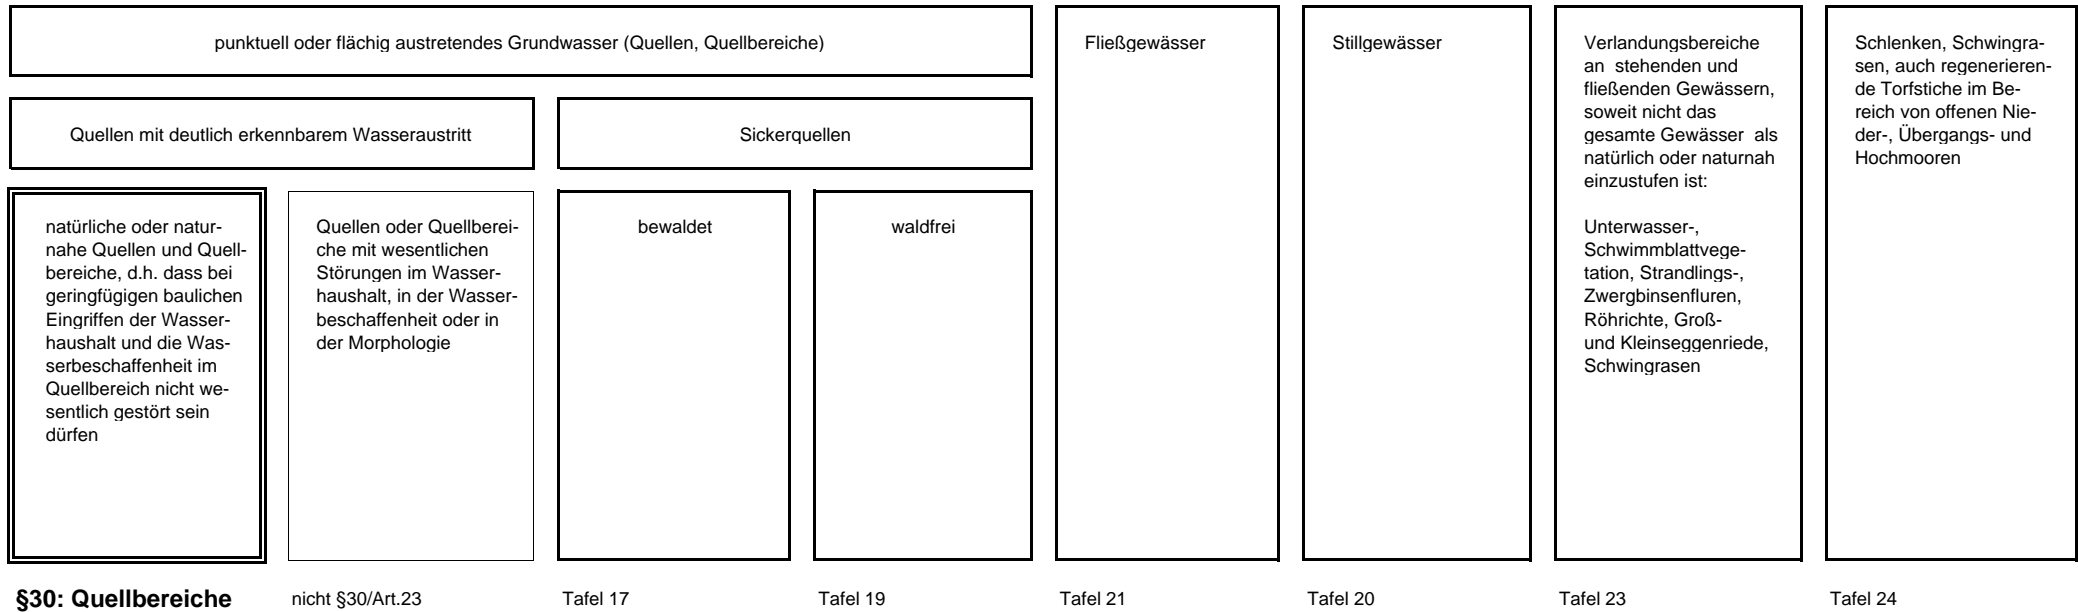 punktuell oder flächig austretendes Grundwasser (Quellen, Quellbereiche)
Quellen mit deutlich erkennbarem Wasseraustritt
natürliche oder natur-
nahe Quellen und Quell-
bereiche, d.h. dass bei
geringfügigen baulichen
Eingriffen der Wasser-
haushalt und die Was-
serbeschaffenheit im
Quellbereich nicht we-
sentlich gestört sein
dürfen
§30: Quellbereiche
Quellen oder Quellberei-
che mit wesentlichen
Störungen im Wasser-
haushalt, in der Wasser-
beschaffenheit oder in
der Morphologie
nicht §30/Art.23
Sickerquellen
bewaldet
Tafel 17
waldfrei
Tafel 19
Fließgewässer
Tafel 21
Stillgewässer
Tafel 20
Verlandungsbereiche
an stehenden und
fließenden Gewässern,
soweit nicht das
gesamte Gewässer als
natürlich oder naturnah
einzustufen ist:
Unterwasser-,
Schwimmblattvege-
tation, Strandlings-,
Zwergbinsenfluren,
Röhrichte, Groß-
und Kleinseggenriede,
Schwingrasen
Tafel 23
Schlenken, Schwingra-
sen, auch regenerieren-
de Torfstiche im Be-
reich von offenen Nie-
der-, Übergangs- und
Hochmooren
Tafel 24